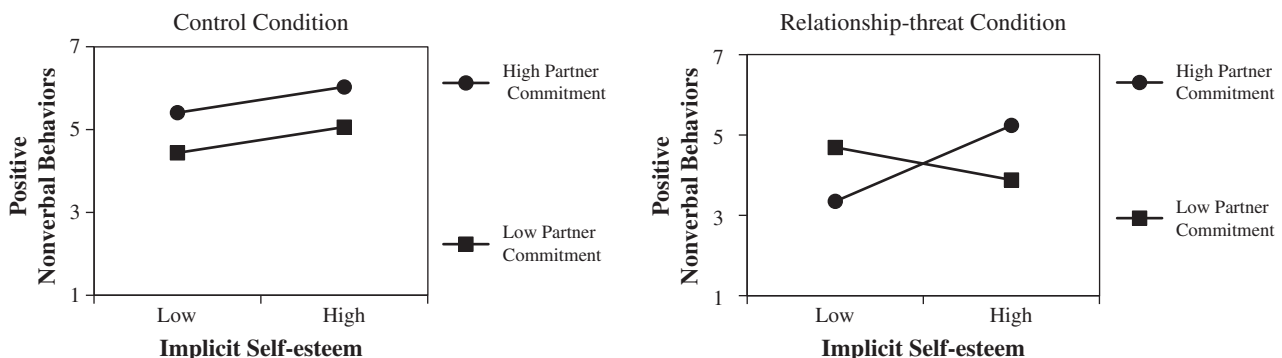 Control Condition
7
5
3
1
Positive
Nonverbal Behaviors
Low
High
Implicit Self-esteem
High Partner
Commitment
Low Partner
Commitment
Relationship-threat Condition
7
5
3
1
Positive
Nonverbal Behaviors
Low
High
Implicit Self-esteem
High Partner
Commitment
Low Partner
Commitment